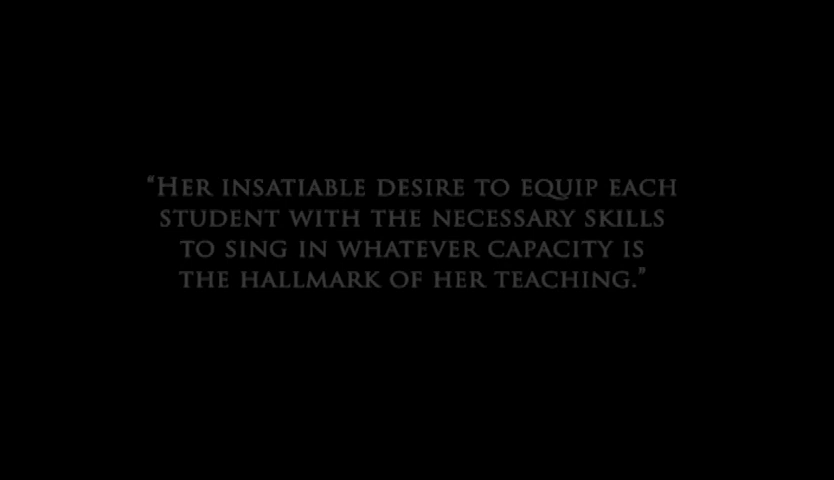 “Her insatiable desire to equip each
student with the necessary skills
to sing in whatever capacity is
the hallmark of her teaching.”